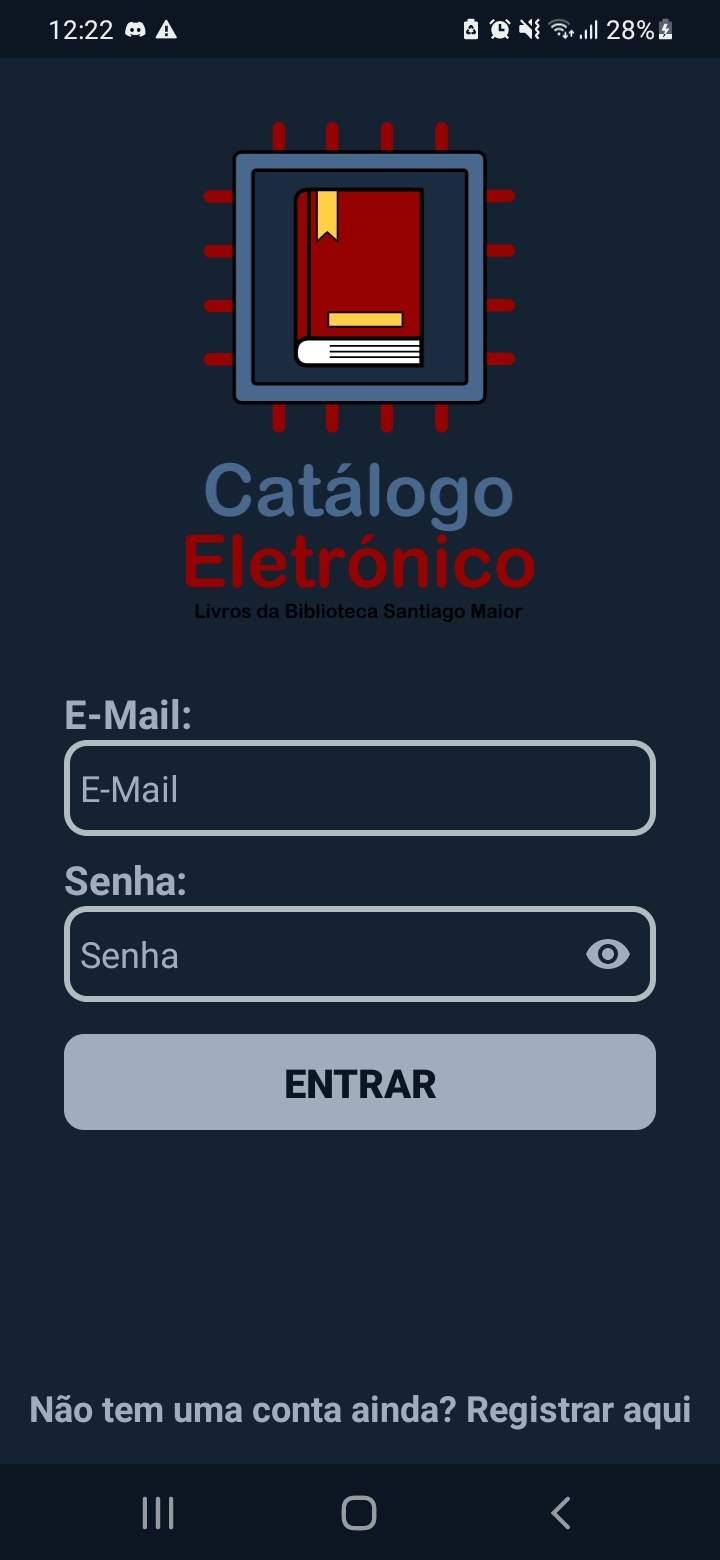 12:22
28%
Catálogo
Eletrónico
Livros da Biblioteca Santiago Maior
E-Mail:
E-Mail
Senha:
Senha
ENTRAR
Não tem uma conta ainda? Registrar aqui